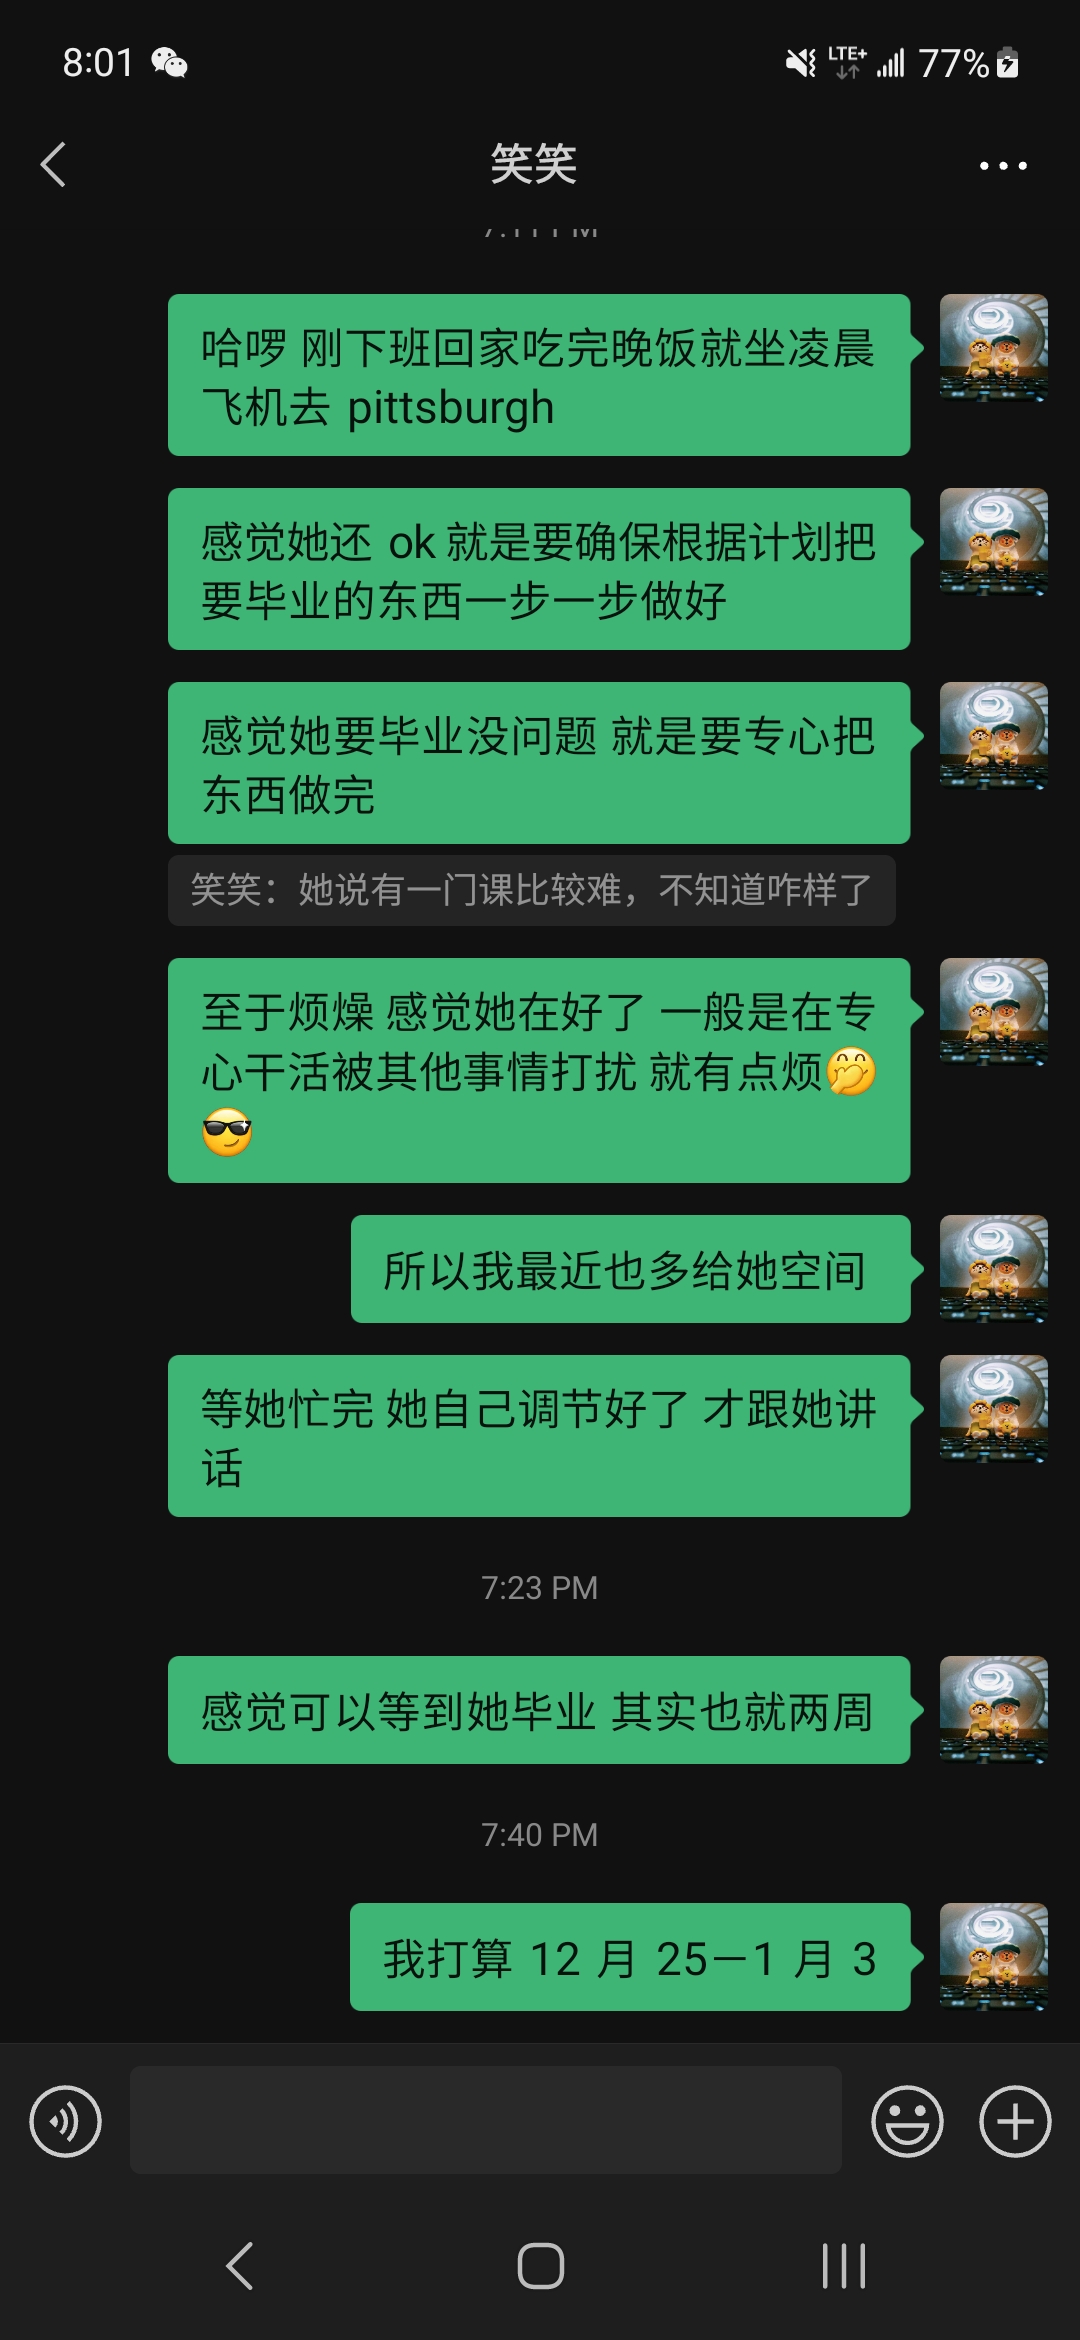 8:01
LTE+
77%
笑笑
7:11 PM
哈啰 刚下班回家吃完晚饭就坐凌晨
飞机去 pittsburgh
感觉她还 ok 就是要确保根据计划把
要毕业的东西一步一步做好
感觉她要毕业没问题 就是要专心把
东西做完
笑笑：她说有一门课比较难，不知道咋样了
至于烦燥 感觉她在好了 一般是在专
心干活被其他事情打扰 就有点烦🤭
😎
所以我最近也多给她空间
等她忙完 她自己调节好了 才跟她讲
话
7:23 PM
感觉可以等到她毕业 其实也就两周
7:40 PM
我打算 12 月 25一1 月 3